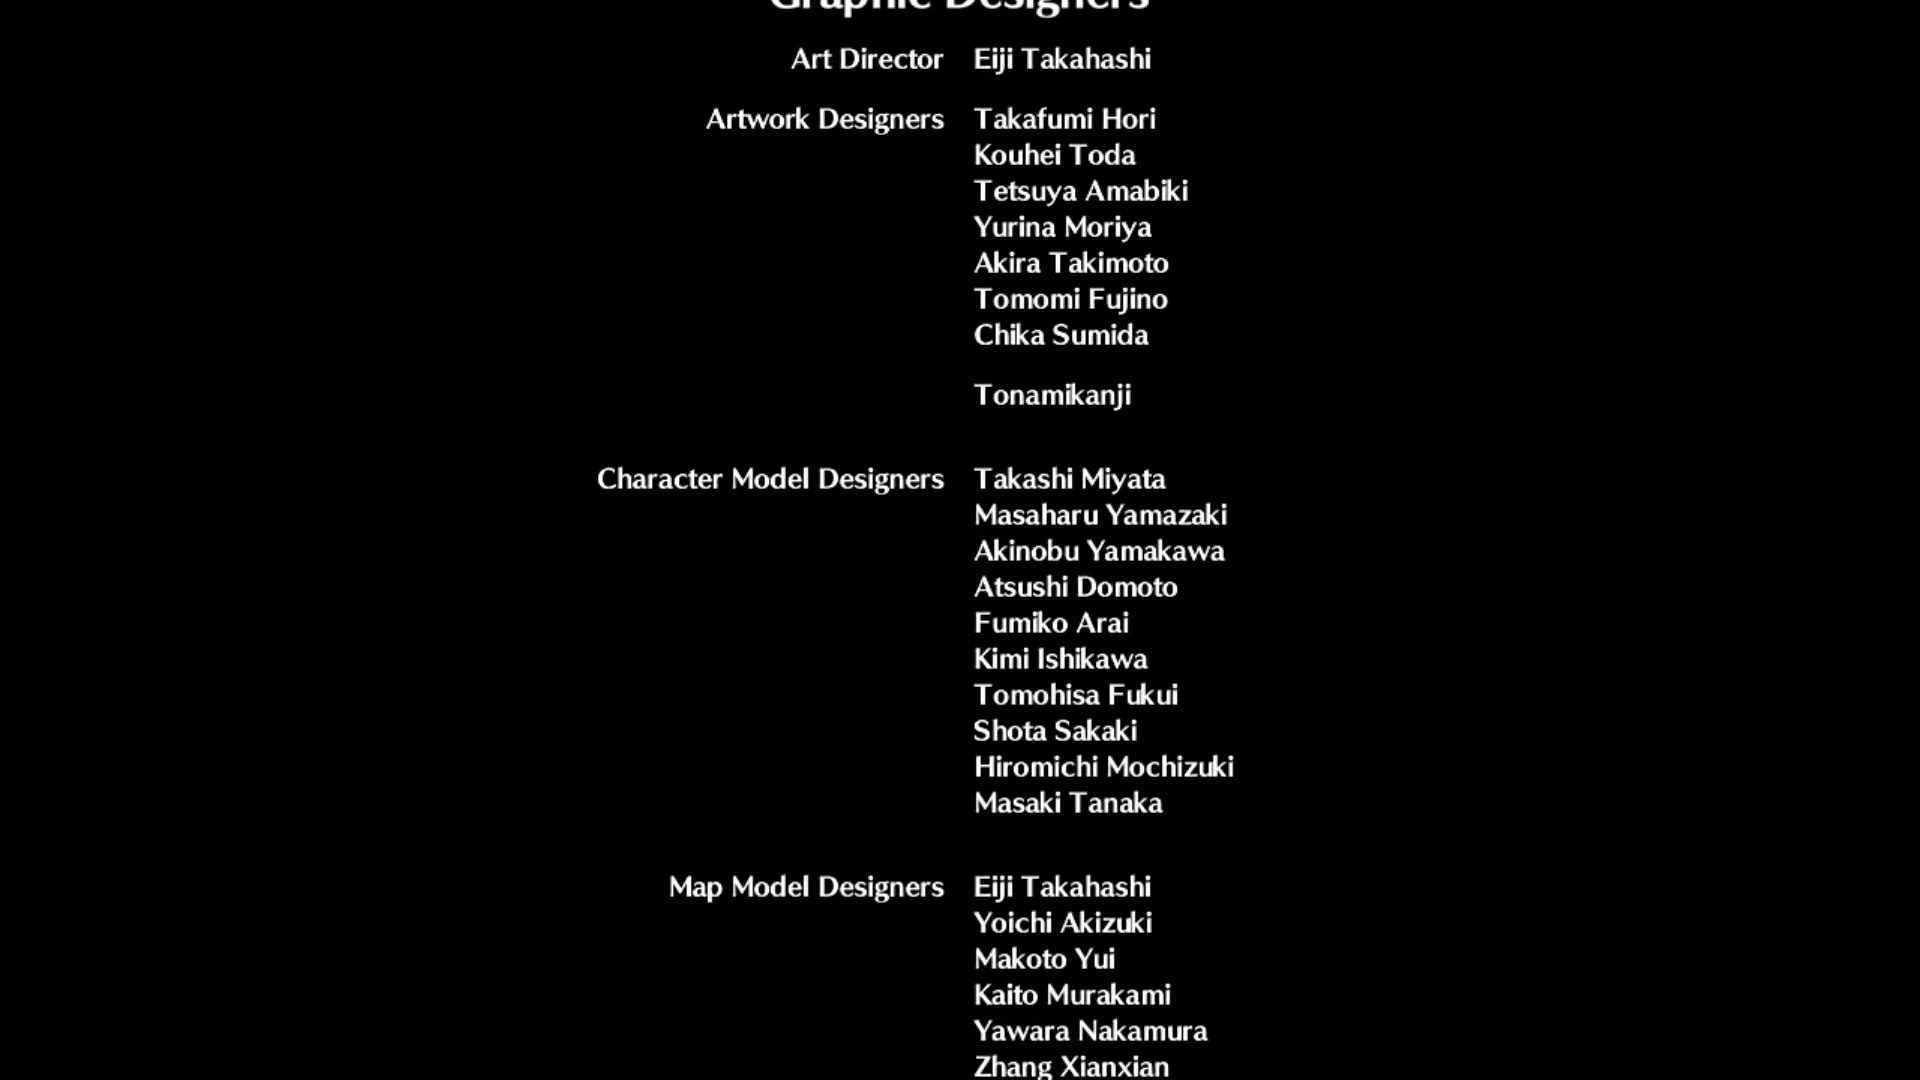 Graphic Designers
Art Director Eiji Takahashi
Artwork Designers Takafumi Hori
Kouhei Toda
Tetsuya Amabiki
Yurina Moriya
Akira Takimoto
Tomomi Fujino
Chika Sumida
Tonamikanji
Character Model Designers Takashi Miyata
Masaharu Yamazaki
Akinobu Yamakawa
Atsushi Domoto
Fumiko Arai
Kimi Ishikawa
Tomohisa Fukui
Shota Sakaki
Hiromichi Mochizuki
Masaki Tanaka
Map Model Designers Eiji Takahashi
Yoichi Akizuki
Makoto Yui
Kaito Murakami
Yawara Nakamura
Zhang Xianxian